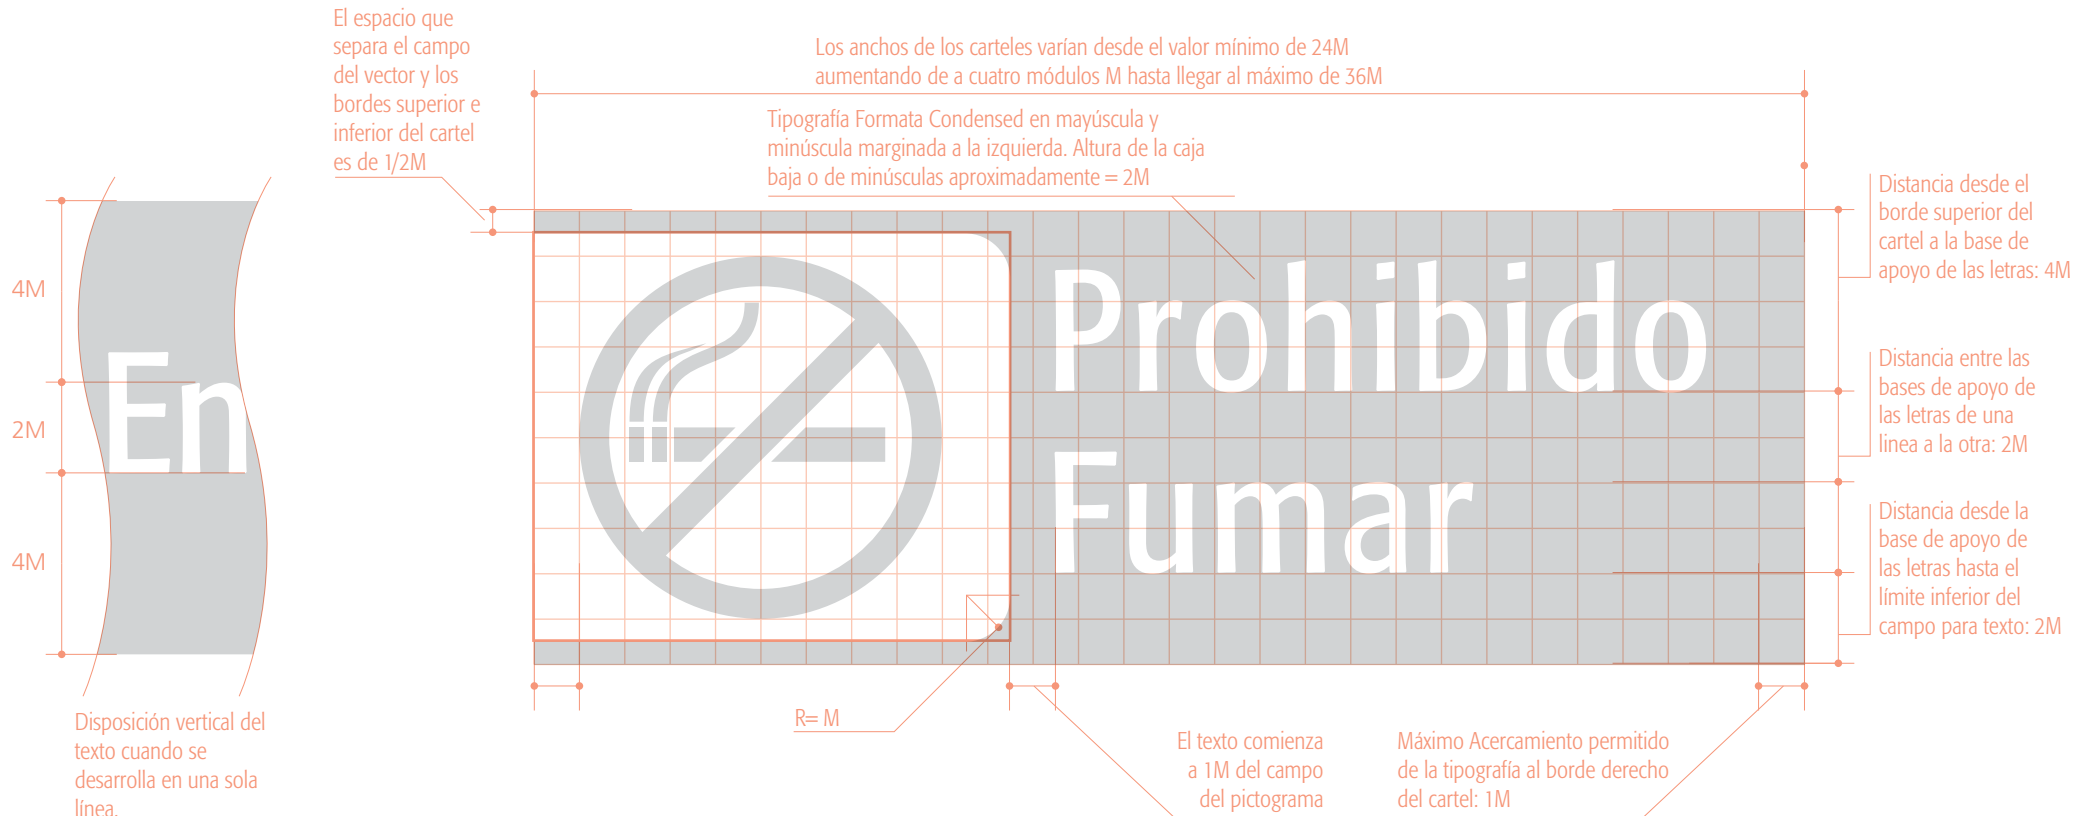 El espacio que
separa el campo
del vector y los
bordes superior e
inferior del cartel
es de 1/2M
Los anchos de los carteles varían desde el valor mínimo de 24M
aumentando de a cuatro módulos M hasta llegar al máximo de 36M
Tipografía Formata Condensed en mayúscula y
minúscula marginada a la izquierda. Altura de la caja
baja o de minúsculas aproximadamente = 2M
4M
2M
4M
En
Disposición vertical del
texto cuando se
desarrolla en una sola
línea.
Prohibido
Fumar
Distancia desde el
borde superior del
cartel a la base de
apoyo de las letras: 4M
Distancia entre las
bases de apoyo de
las letras de una
linea a la otra: 2M
Distancia desde la
base de apoyo de
las letras hasta el
límite inferior del
campo para texto: 2M
R= M
El texto comienza
a 1M del campo
del pictograma
Máximo Acercamiento permitido
de la tipografía al borde derecho
del cartel: 1M